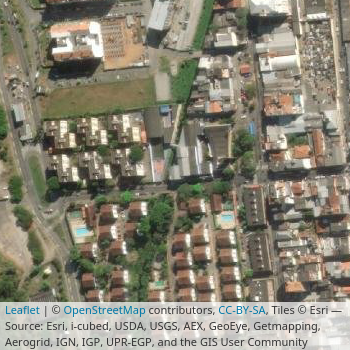 Leaflet | © OpenStreetMap contributors, CC-BY-SA, Tiles © Esri —
Source: Esri, i-cubed, USDA, USGS, AEX, GeoEye, Getmapping,
Aerogrid, IGN, IGP, UPR-EGP, and the GIS User Community